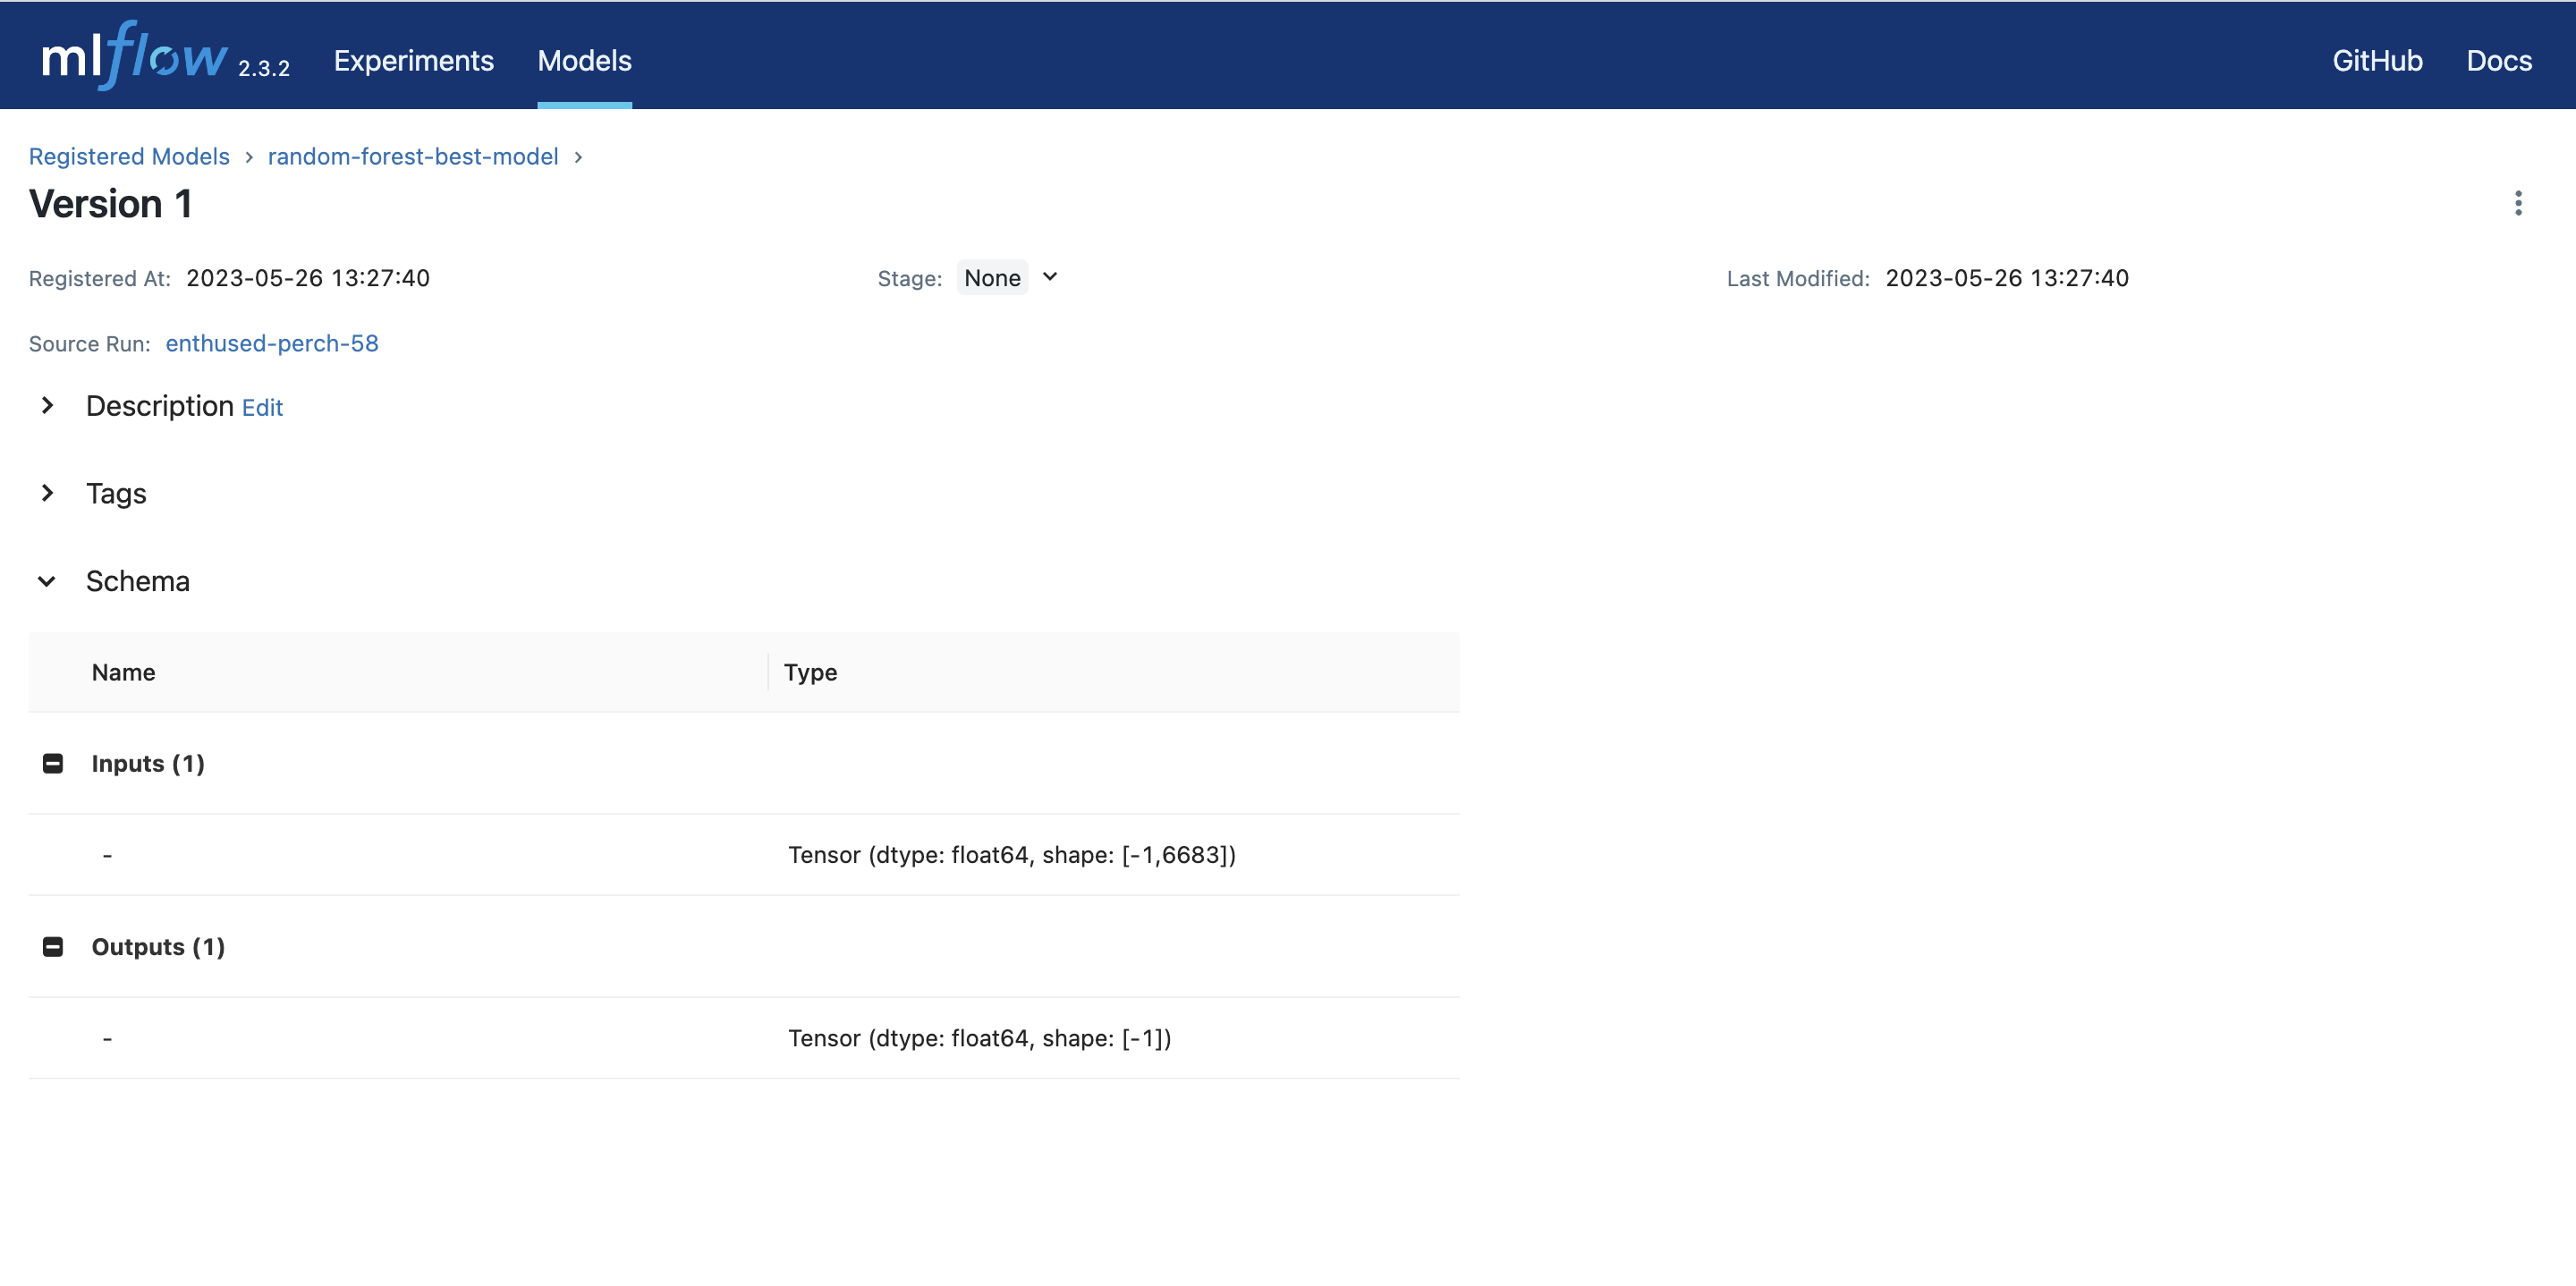 mlflow 2.3.2 Experiments Models GitHub Docs
Registered Models > random-forest-best-model >
Version 1
Registered At: 2023-05-26 13:27:40 Stage: None Last Modified: 2023-05-26 13:27:40
Source Run: enthused-perch-58
Description Edit
Tags
Schema
Name Type
Inputs (1)
- Tensor (dtype: float64, shape: [-1,6683])
Outputs (1)
- Tensor (dtype: float64, shape: [-1])